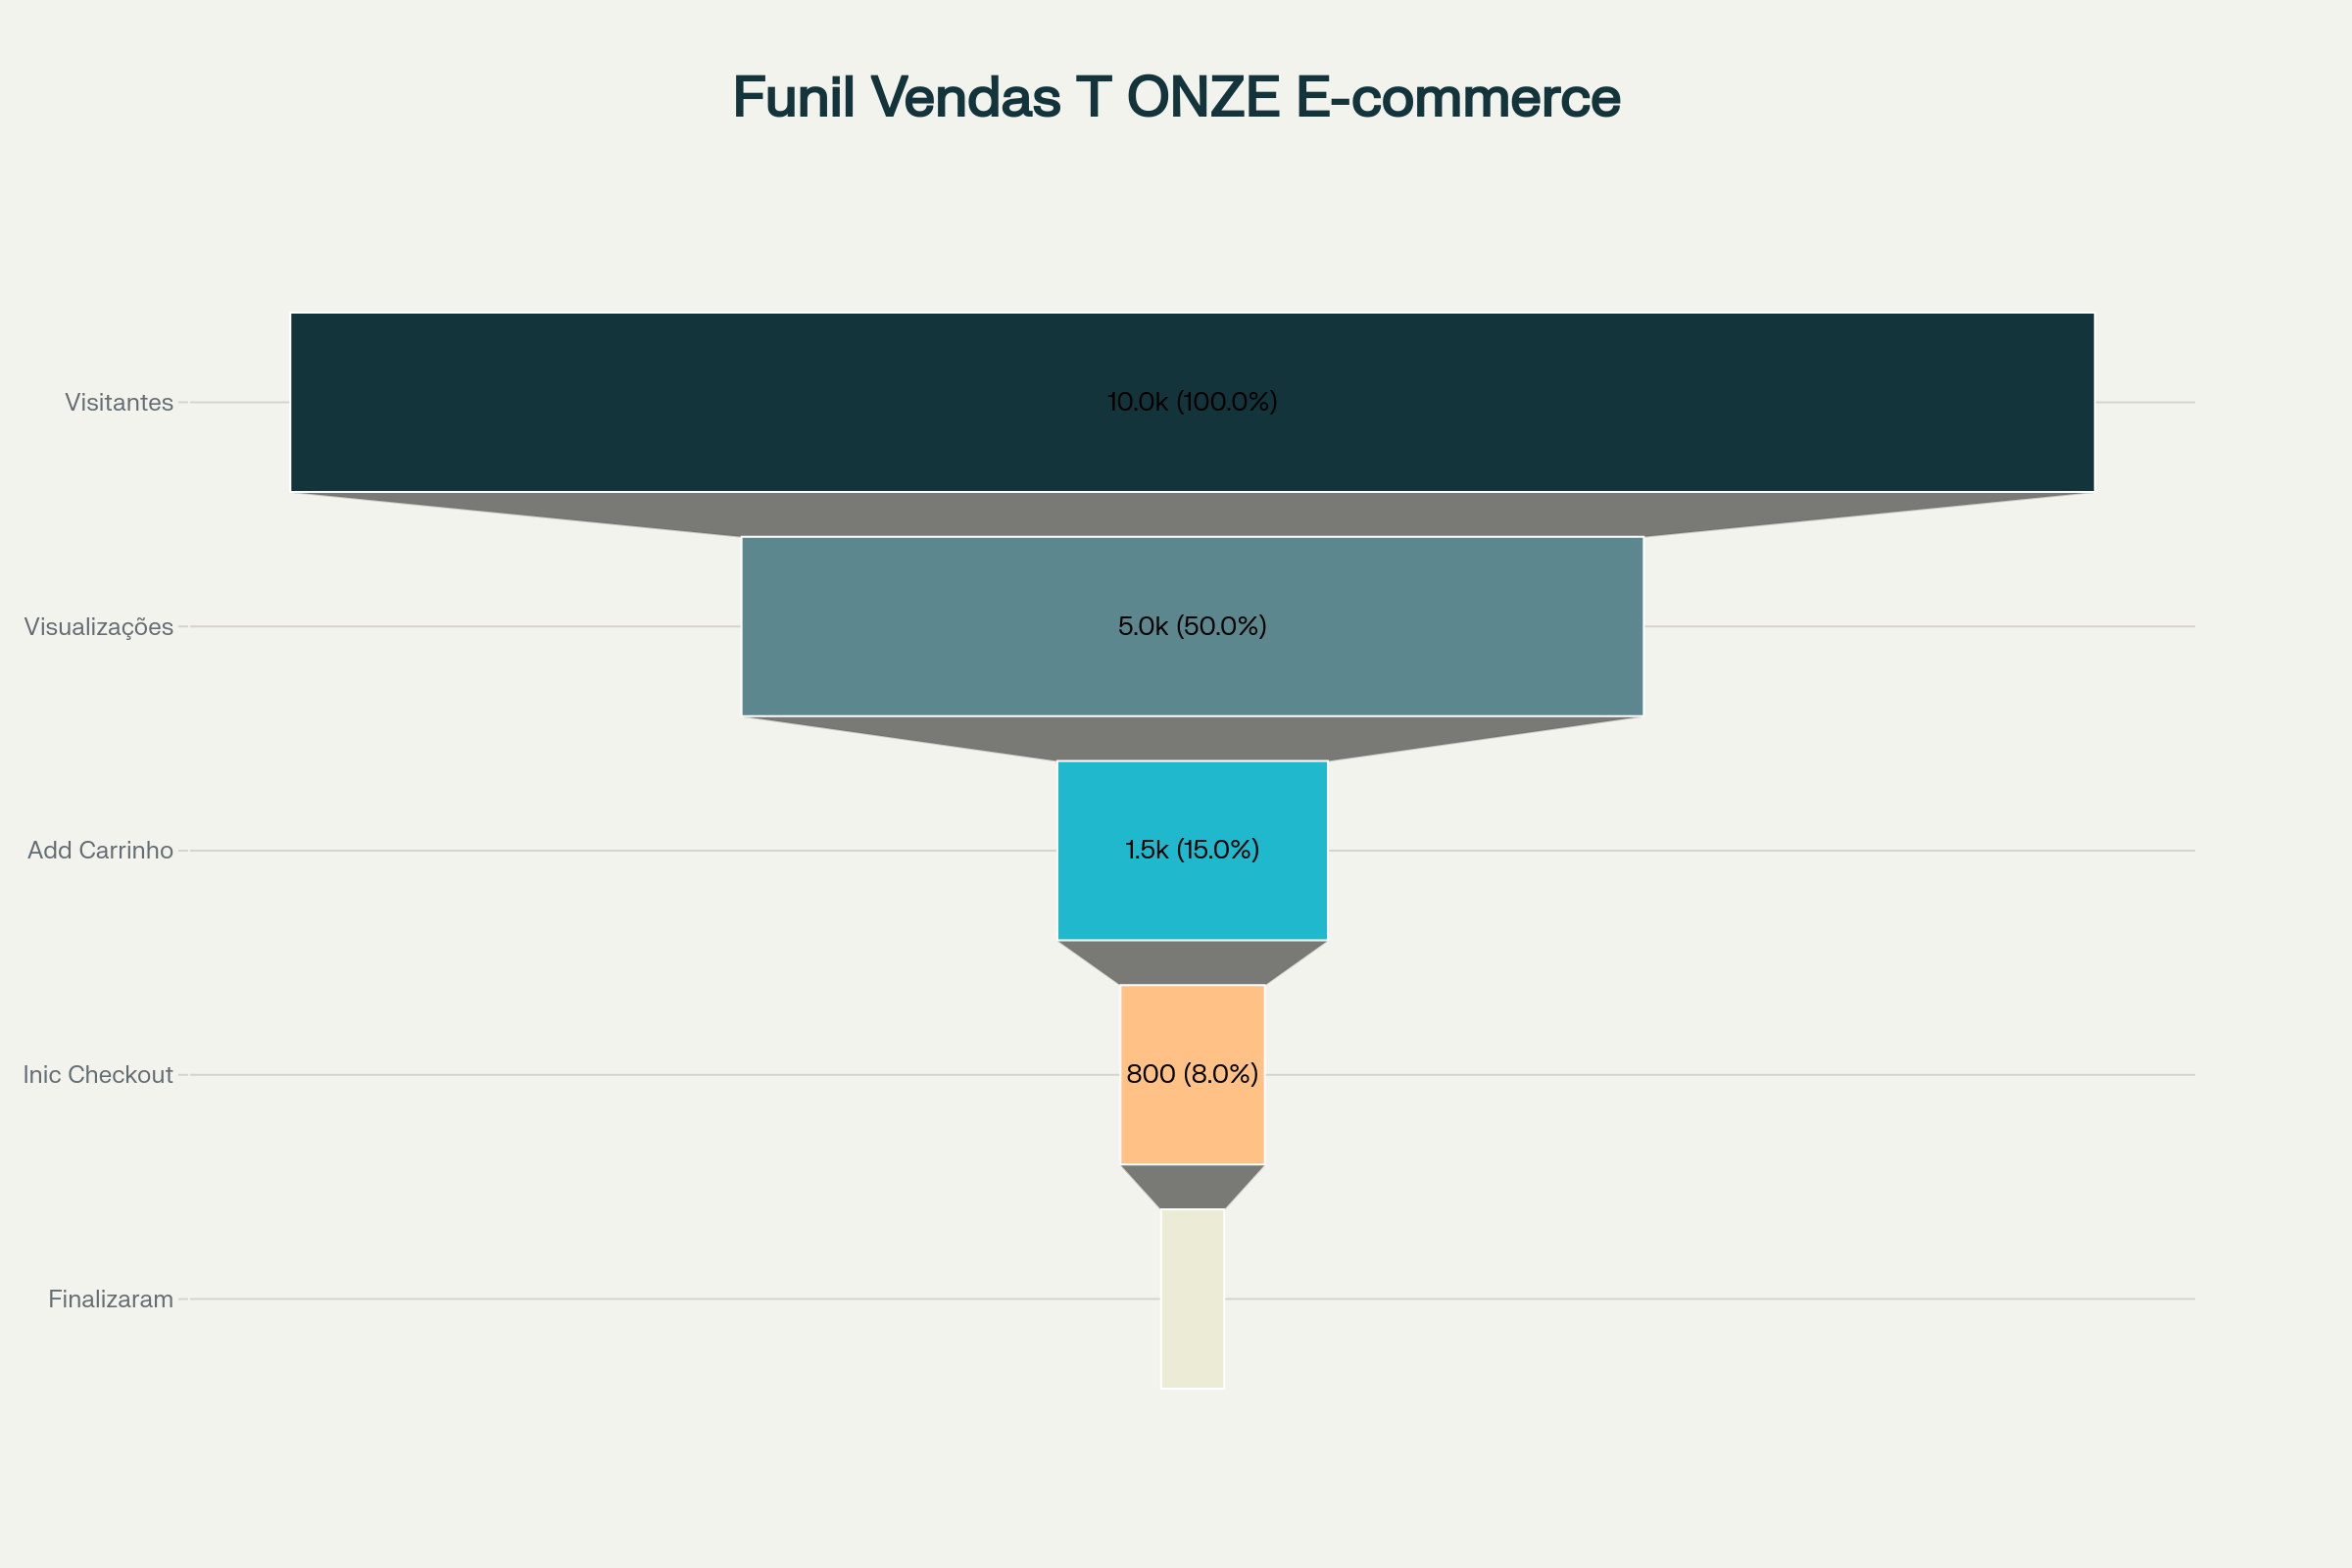 Funil Vendas T ONZE E-commerce
Visitantes
10.0k (100.0%)
Visualizações
5.0k (50.0%)
Add Carrinho
1.5k (15.0%)
Inic Checkout
800 (8.0%)
Finalizaram